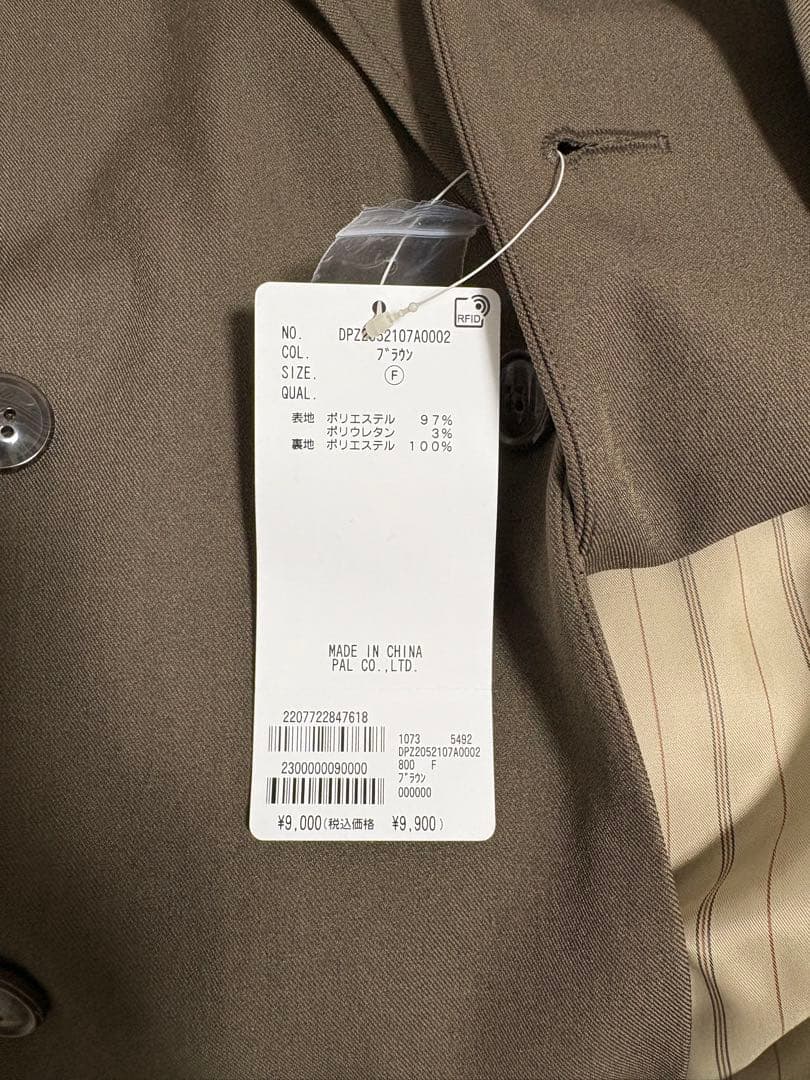 RFID
NO. DPZ2052107A0002
COL. ブラウン
SIZE. F
QUAL.
表地 ポリエステル 97%
ポリウレタン 3%
裏地 ポリエステル 100%
MADE IN CHINA
PAL CO.,LTD.
2207722847618
2300000090000
1073 5492
DPZ2052107A0002
800 F
ブラウン
000000
¥9,000(税込価格 ¥9,900)